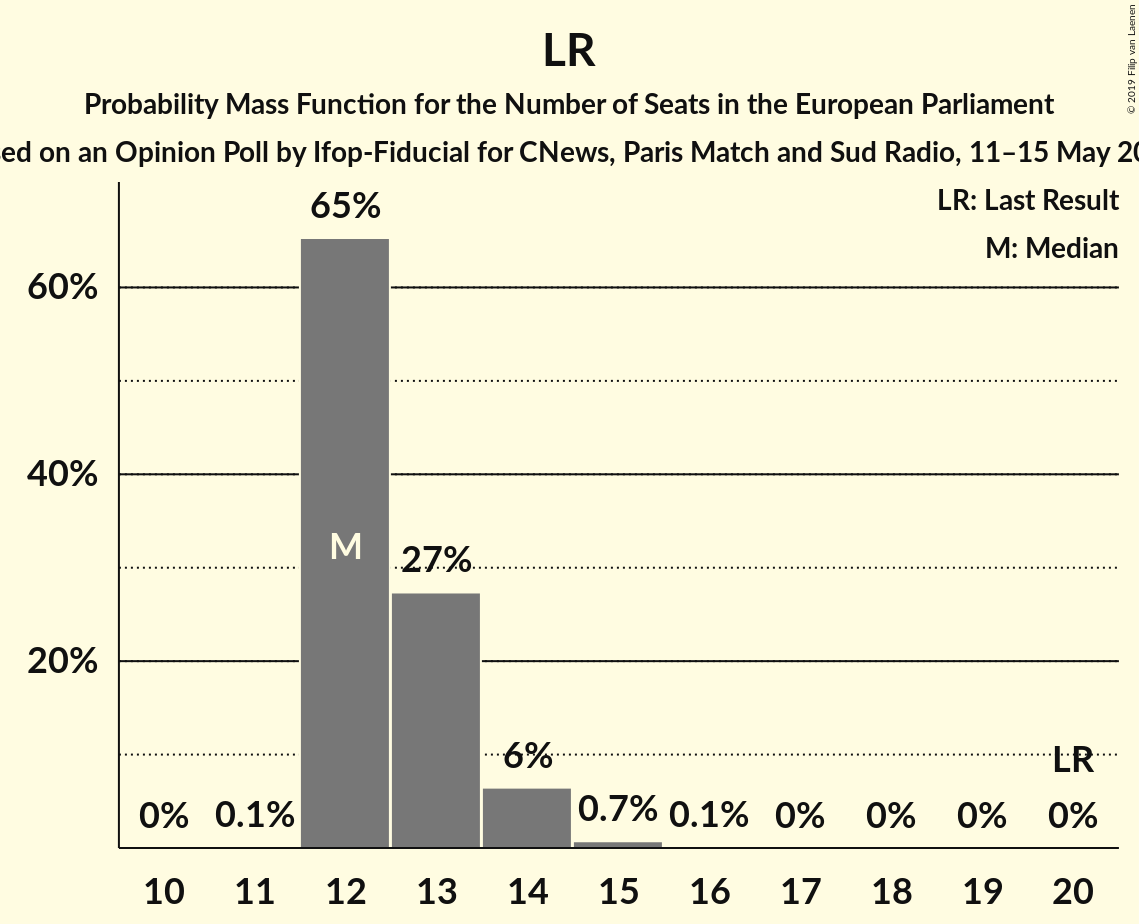 LR
Probability Mass Function for the Number of Seats in the European Parliament
ed on an Opinion Poll by Ifop-Fiducial for CNews, Paris Match and Sud Radio, 11–15 May 20
© 2019 Filip van Laenen
LR: Last Result
M: Median
65%
60%
40%
M
27%
20%
6%
LR
0% 0.1% 0.7% 0.1% 0% 0% 0% 0%
10 11 12 13 14 15 16 17 18 19 20